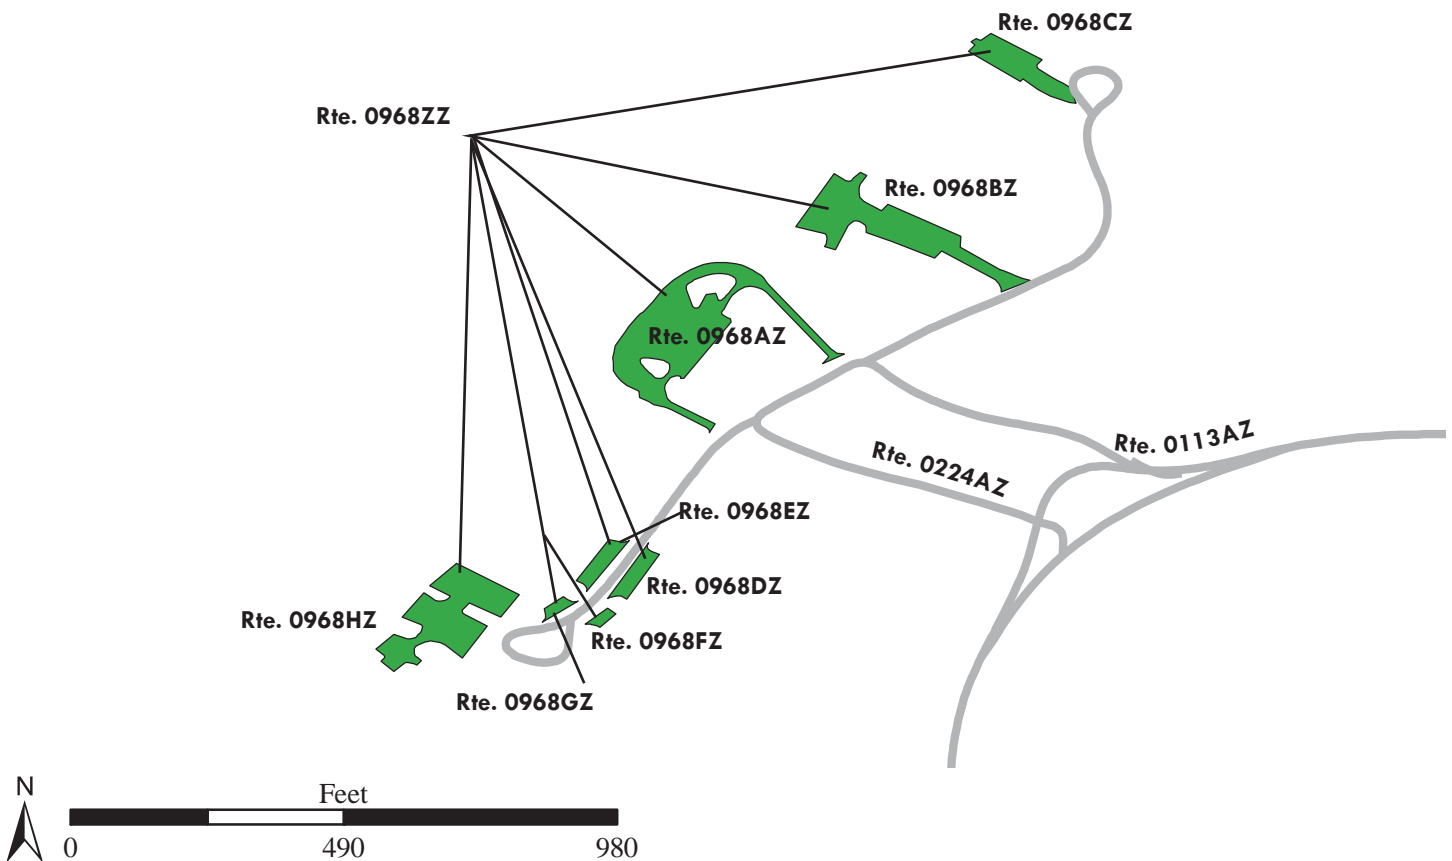 Rte. 0968CZ
Rte. 0968ZZ
Rte. 0968BZ
Rte. 0968AZ
Rte. 0113AZ
Rte. 0224AZ
Rte. 0968EZ
Rte. 0968DZ
Rte. 0968HZ
Rte. 0968FZ
Rte. 0968GZ
N
Feet
0 490 980